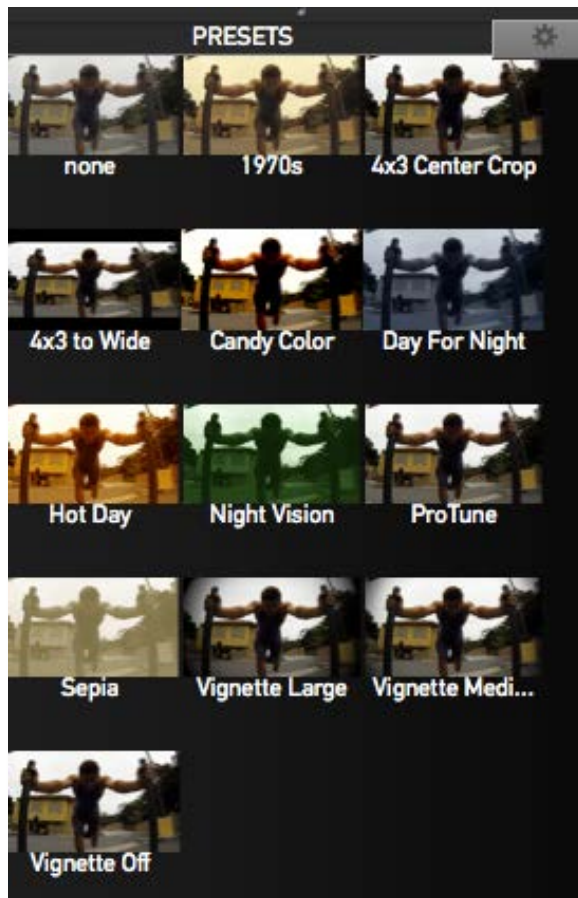 PRESETS
none 1970s 4x3 Center Crop
4x3 to Wide Candy Color Day For Night
Hot Day Night Vision ProTune
Sepia Vignette Large Vignette Medi...
Vignette Off